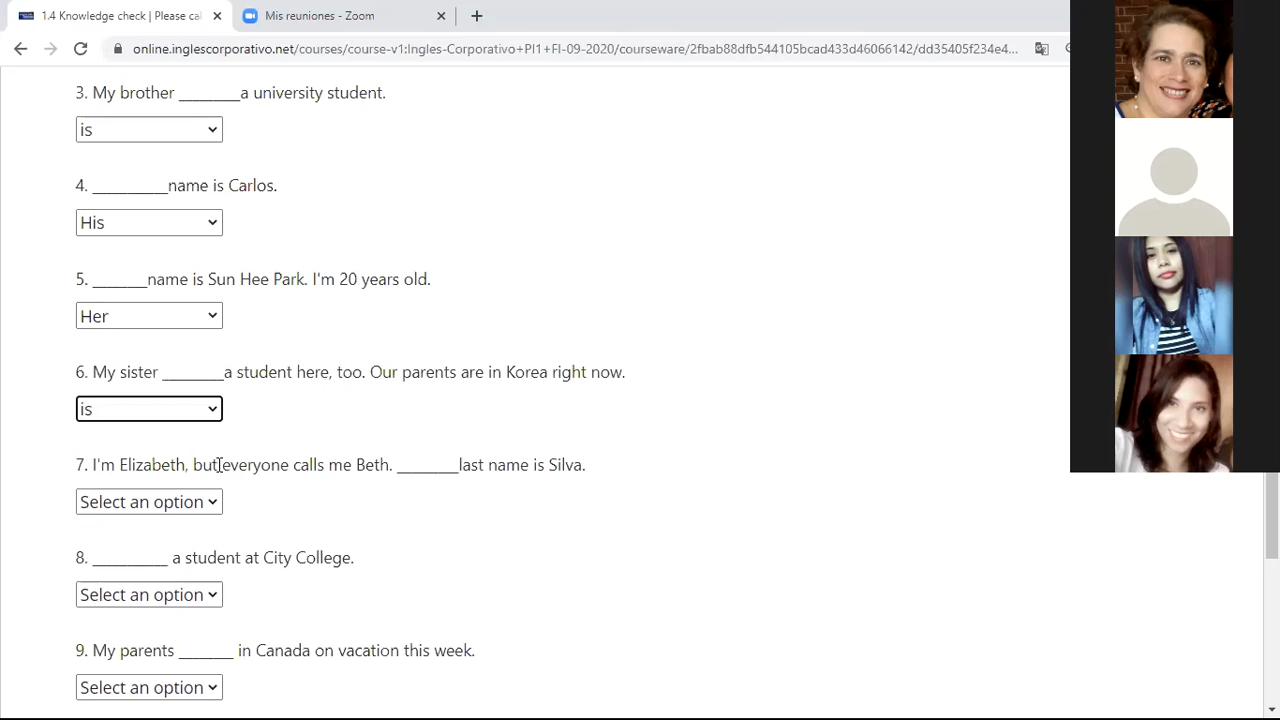 1.4 Knowledge check | Please ca
Mis reuniones - Zoom
online.inglescorporativo.net/courses/course-v1:Ingles-Corporativo+PI1+FI-09-2020/courseware/2fbab88dfb544105bcad433d46066142/dd35405f234e4...
3. My brother ________a university student.
is
4. __________name is Carlos.
His
5. _______name is Sun Hee Park. I'm 20 years old.
Her
6. My sister ________a student here, too. Our parents are in Korea right now.
is
7. I'm Elizabeth, but everyone calls me Beth. ________last name is Silva.
Select an option
8. __________ a student at City College.
Select an option
9. My parents _______ in Canada on vacation this week.
Select an option